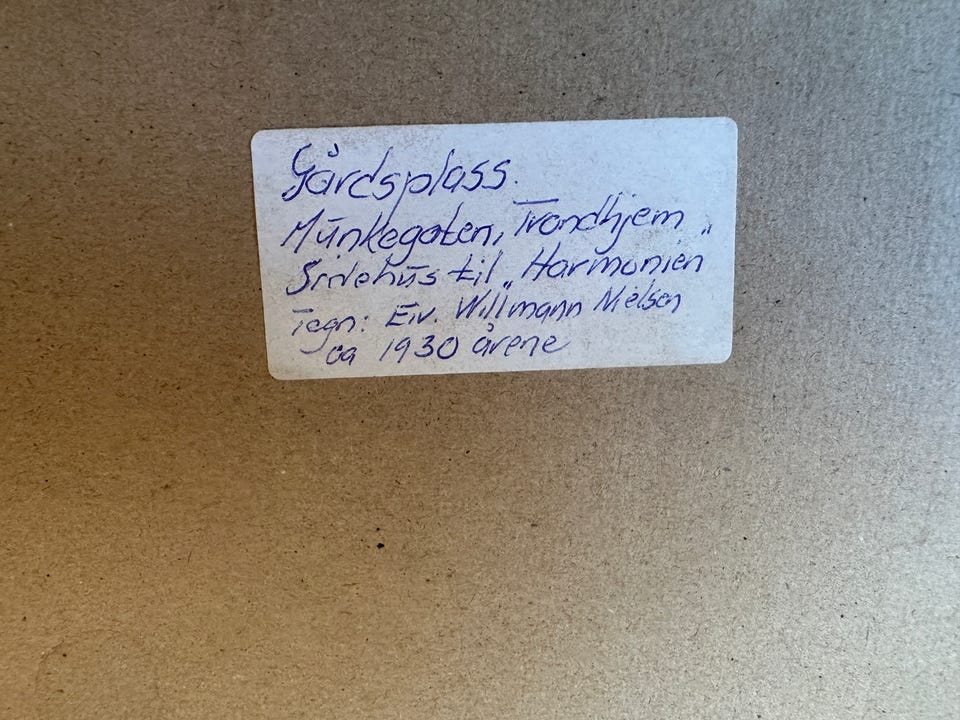 Gårdsplass.
Munkegaten, Trondhjem
Sidehus til „Harmonien"
Tegn: Eiv. Willmann Nielsen
ca 1930 årene